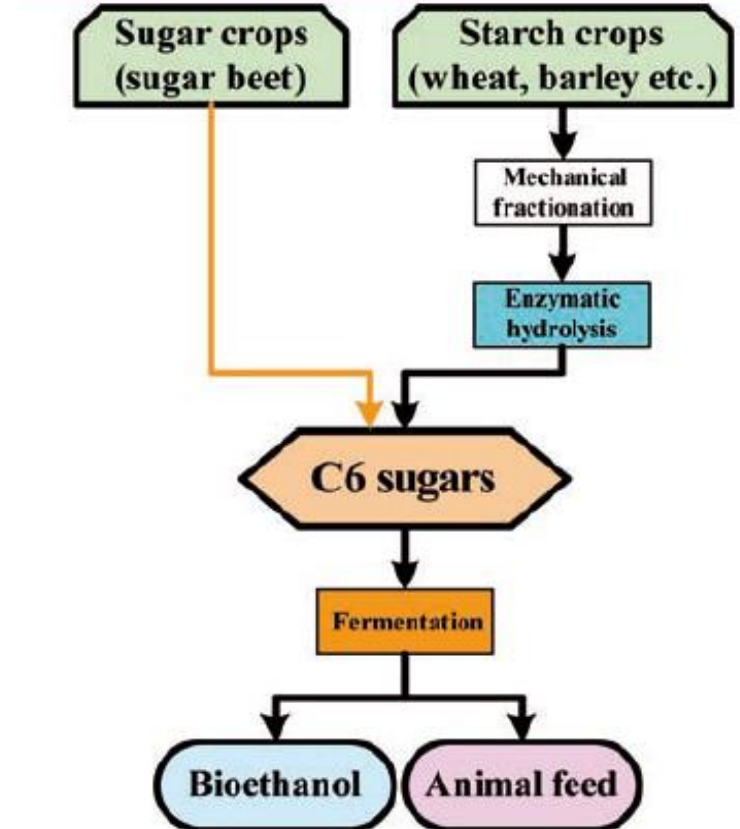 Sugar crops
(sugar beet)
Starch crops
(wheat, barley etc.)
Mechanical
fractionation
Enzymatic
hydrolysis
C6 sugars
Fermentation
Bioethanol
Animal feed